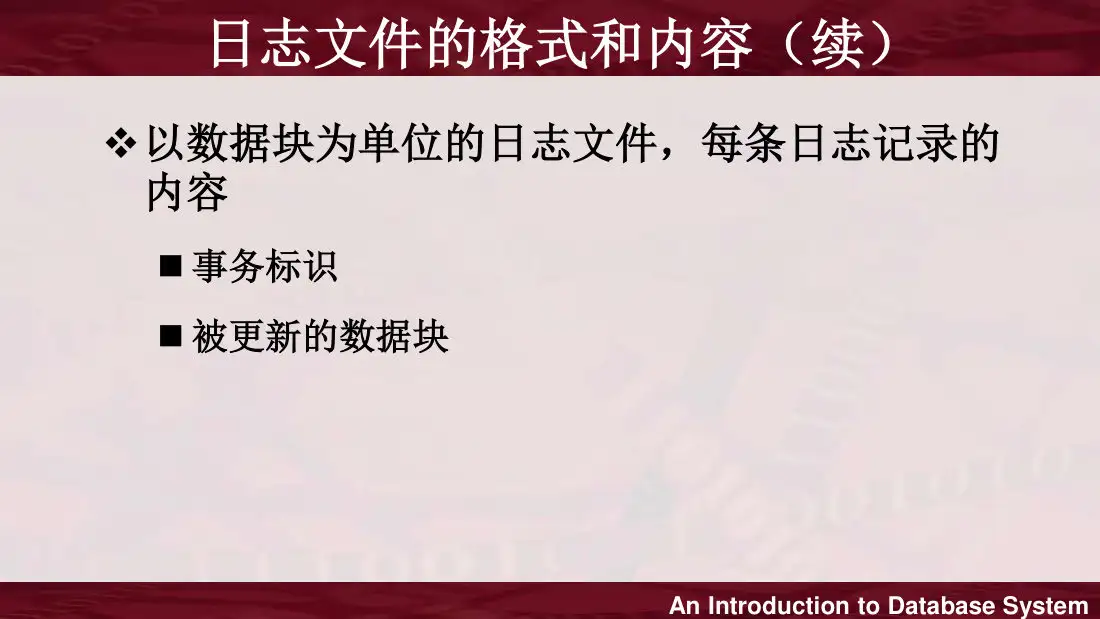 日志文件的格式和内容（续）
❖以数据块为单位的日志文件，每条日志记录的
内容
■ 事务标识
■ 被更新的数据块
An Introduction to Database System